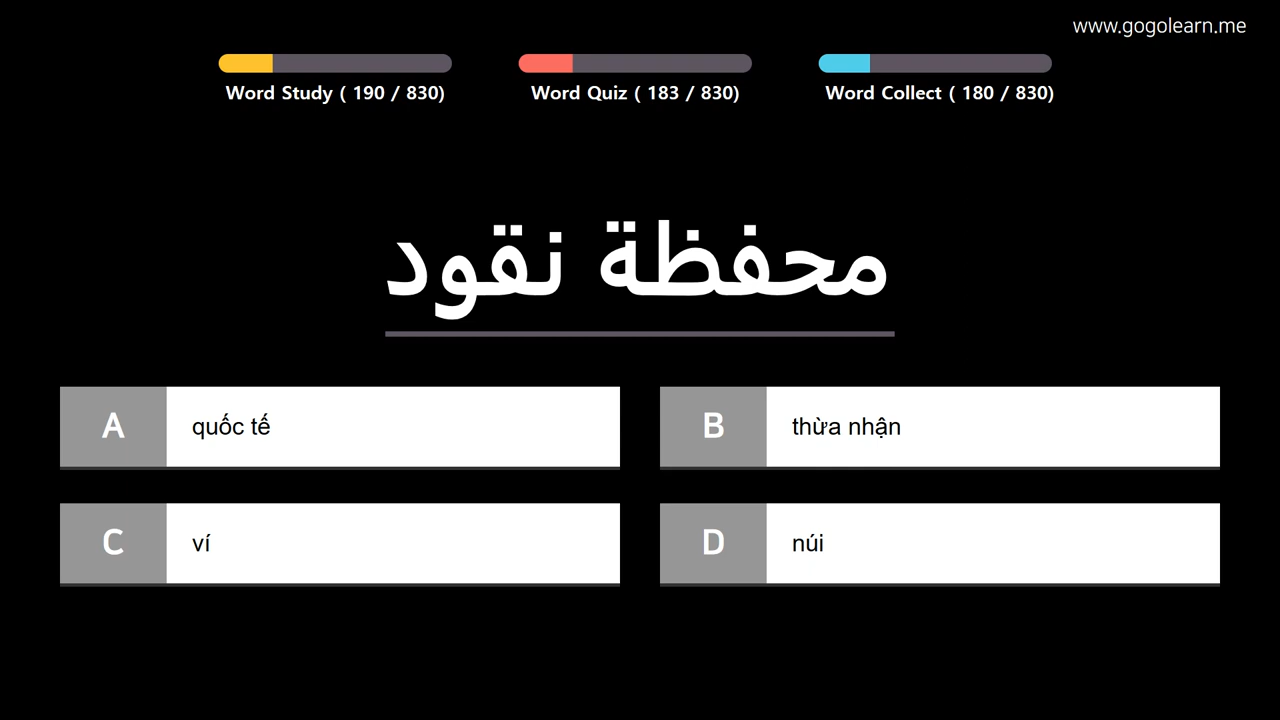 www.gogolearn.me
Word Study ( 190 / 830)
Word Quiz ( 183 / 830)
Word Collect ( 180 / 830)
محفظة نقود
A
quốc tế
B
thừa nhận
C
ví
D
núi